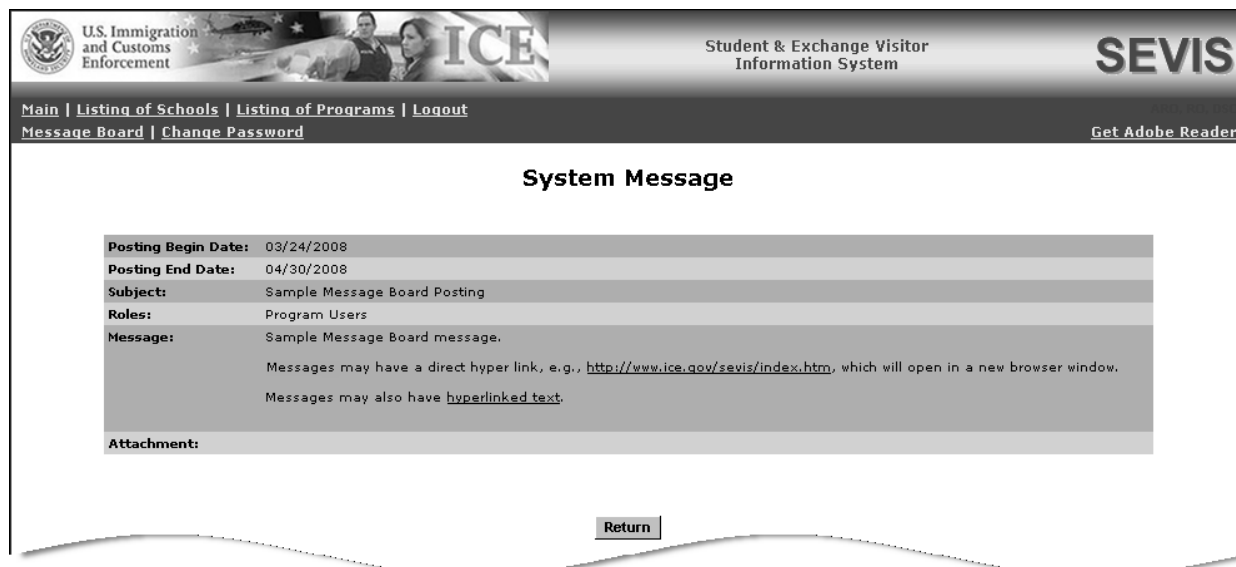 U.S. Immigration
and Customs
Enforcement
ICE
Student & Exchange Visitor
Information System
SEVIS
Main | Listing of Schools | Listing of Programs | Logout
Message Board | Change Password
Get Adobe Reader
System Message
Posting Begin Date: 03/24/2008
Posting End Date: 04/30/2008
Subject: Sample Message Board Posting
Roles: Program Users
Message: Sample Message Board message.
Messages may have a direct hyper link, e.g., http://www.ice.gov/sevis/index.htm, which will open in a new browser window.
Messages may also have hyperlinked text.
Attachment:
Return